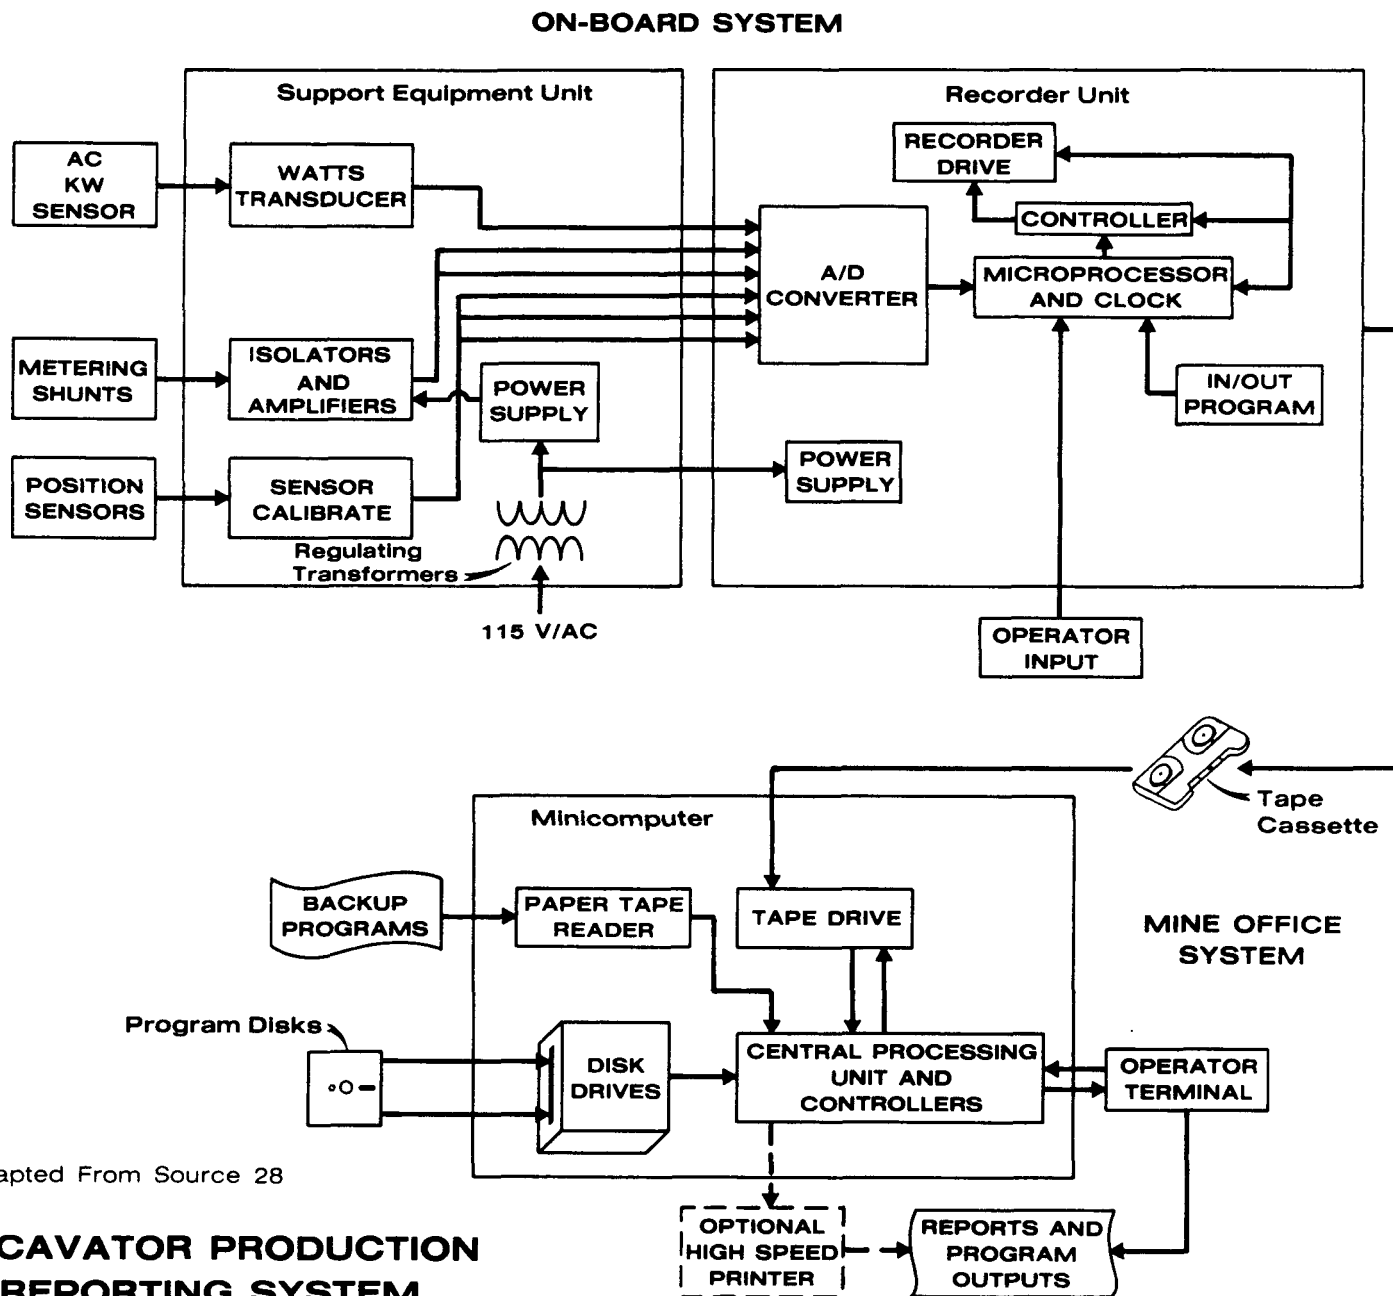 ON-BOARD SYSTEM
Support Equipment Unit
Recorder Unit
AC
KW
SENSOR
WATTS
TRANSDUCER
RECORDER
DRIVE
CONTROLLER
A/D
CONVERTER
MICROPROCESSOR
AND CLOCK
METERING
SHUNTS
ISOLATORS
AND
AMPLIFIERS
POWER
SUPPLY
IN/OUT
PROGRAM
POSITION
SENSORS
SENSOR
CALIBRATE
POWER
SUPPLY
Regulating
Transformers
115 V/AC
OPERATOR
INPUT
Tape
Cassette
Minicomputer
BACKUP
PROGRAMS
PAPER TAPE
READER
TAPE DRIVE
MINE OFFICE
SYSTEM
Program Disks
DISK
DRIVES
CENTRAL PROCESSING
UNIT AND
CONTROLLERS
OPERATOR
TERMINAL
apted From Source 28
OPTIONAL
HIGH SPEED
PRINTER
REPORTS AND
PROGRAM
OUTPUTS
CAVATOR PRODUCTION
REPORTING SYSTEM